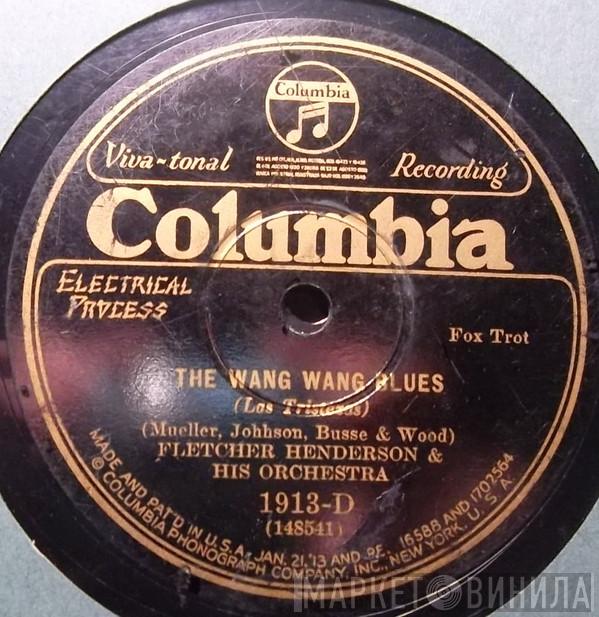 Columbia
Viva-tonal Recording
Columbia
ELECTRICAL
PROCESS
Fox Trot
THE WANG WANG BLUES
(Las Tristezas)
(Mueller, Johnson, Busse & Wood)
FLETCHER HENDERSON &
HIS ORCHESTRA
1913-D
(148541)
MADE AND PAT'D IN U.S.A. JAN. 21,'13 AND RE. 16588 AND 1702564
© COLUMBIA PHONOGRAPH COMPANY, INC., NEW YORK, U.S.A.
МАРКЕТ ВИНИЛА